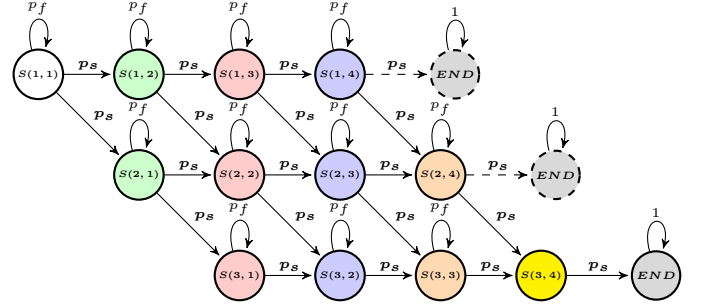 p_f p_f p_f p_f 1
S(1,1) p_s S(1,2) p_s S(1,3) p_s S(1,4) p_s END
p_s p_f p_s p_f p_s p_f p_s p_f 1
S(2,1) p_s S(2,2) p_s S(2,3) p_s S(2,4) p_s END
p_s p_f p_s p_f p_s p_f p_s 1
S(3,1) p_s S(3,2) p_s S(3,3) p_s S(3,4) p_s END